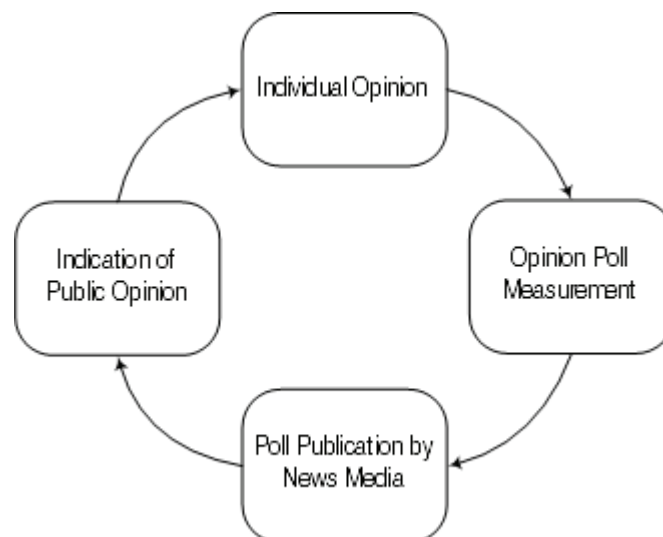 Individual Opinion
Opinion Poll
Measurement
Poll Publication by
News Media
Indication of
Public Opinion